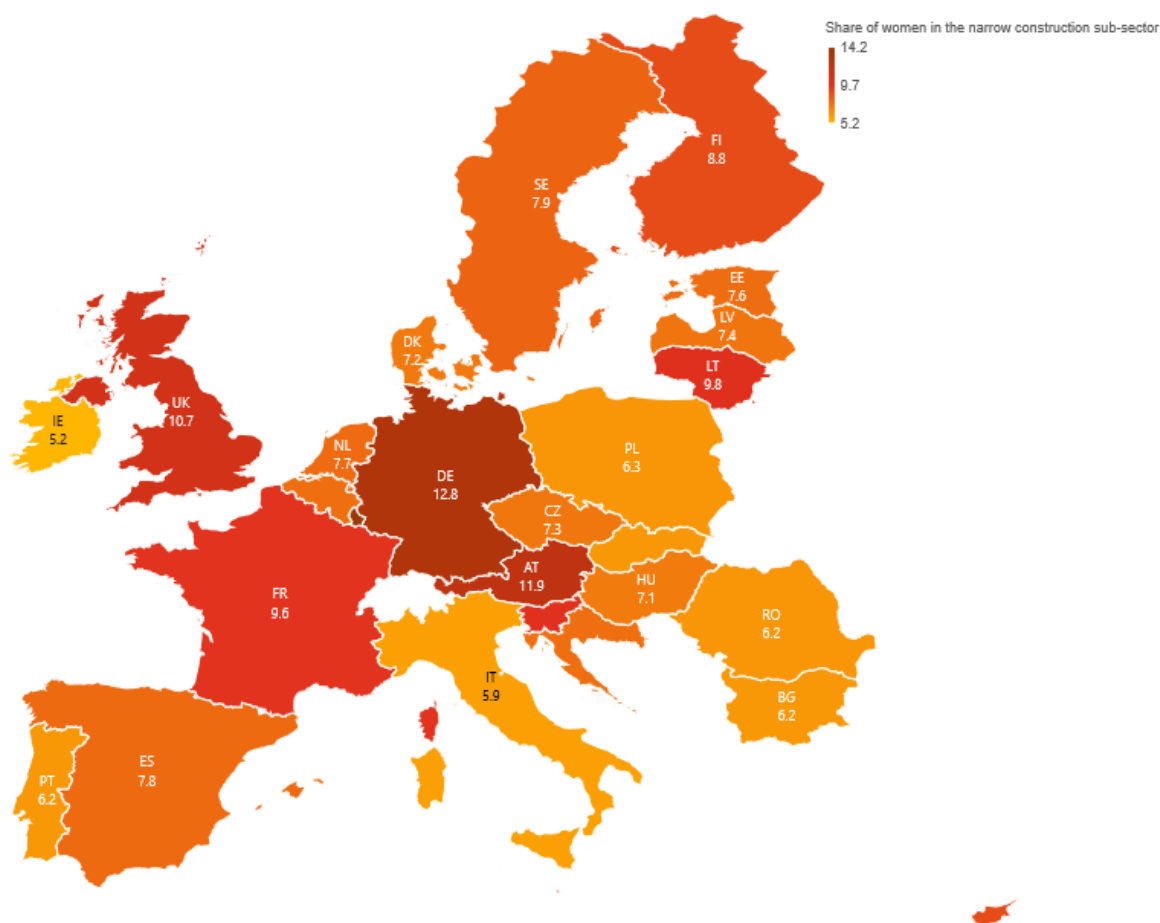 Share of women in the narrow construction sub-sector
14.2
9.7
5.2
FI
8.8
SE
7.9
EE
7.6
LV
7.4
DK
7.2
LT
9.8
UK
10.7
IE
5.2
NL
7.7
PL
6.3
DE
12.8
CZ
7.3
AT
11.9
HU
7.1
FR
9.6
RO
6.2
IT
5.9
BG
6.2
ES
7.8
PT
6.2